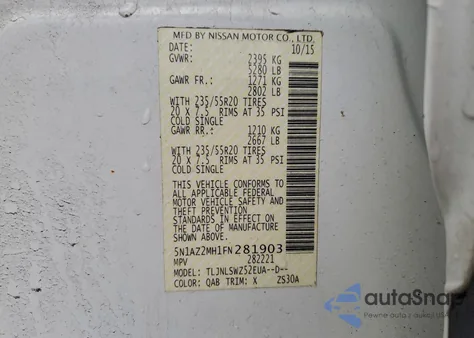 MFD BY NISSAN MOTOR CO., LTD.
DATE: 10/15
GVWR: 2395 KG
5280 LB
GAWR FR.: 1271 KG
2802 LB
WITH 235/55R20 TIRES
20 X 7.5 RIMS AT 35 PSI
COLD SINGLE
GAWR RR.: 1210 KG
2667 LB
WITH 235/55R20 TIRES
20 X 7.5 RIMS AT 35 PSI
COLD SINGLE
THIS VEHICLE CONFORMS TO
ALL APPLICABLE FEDERAL
MOTOR VEHICLE SAFETY AND
THEFT PREVENTION
STANDARDS IN EFFECT ON
THE DATE OF MANUFACTURE
SHOWN ABOVE.
5N1AZ2MH1FN281903
MPV 282221
MODEL: TLJNLSWZ52EUA--D--
COLOR: QAB TRIM: X ZS30A
autoSnap
Pewne auto z USA